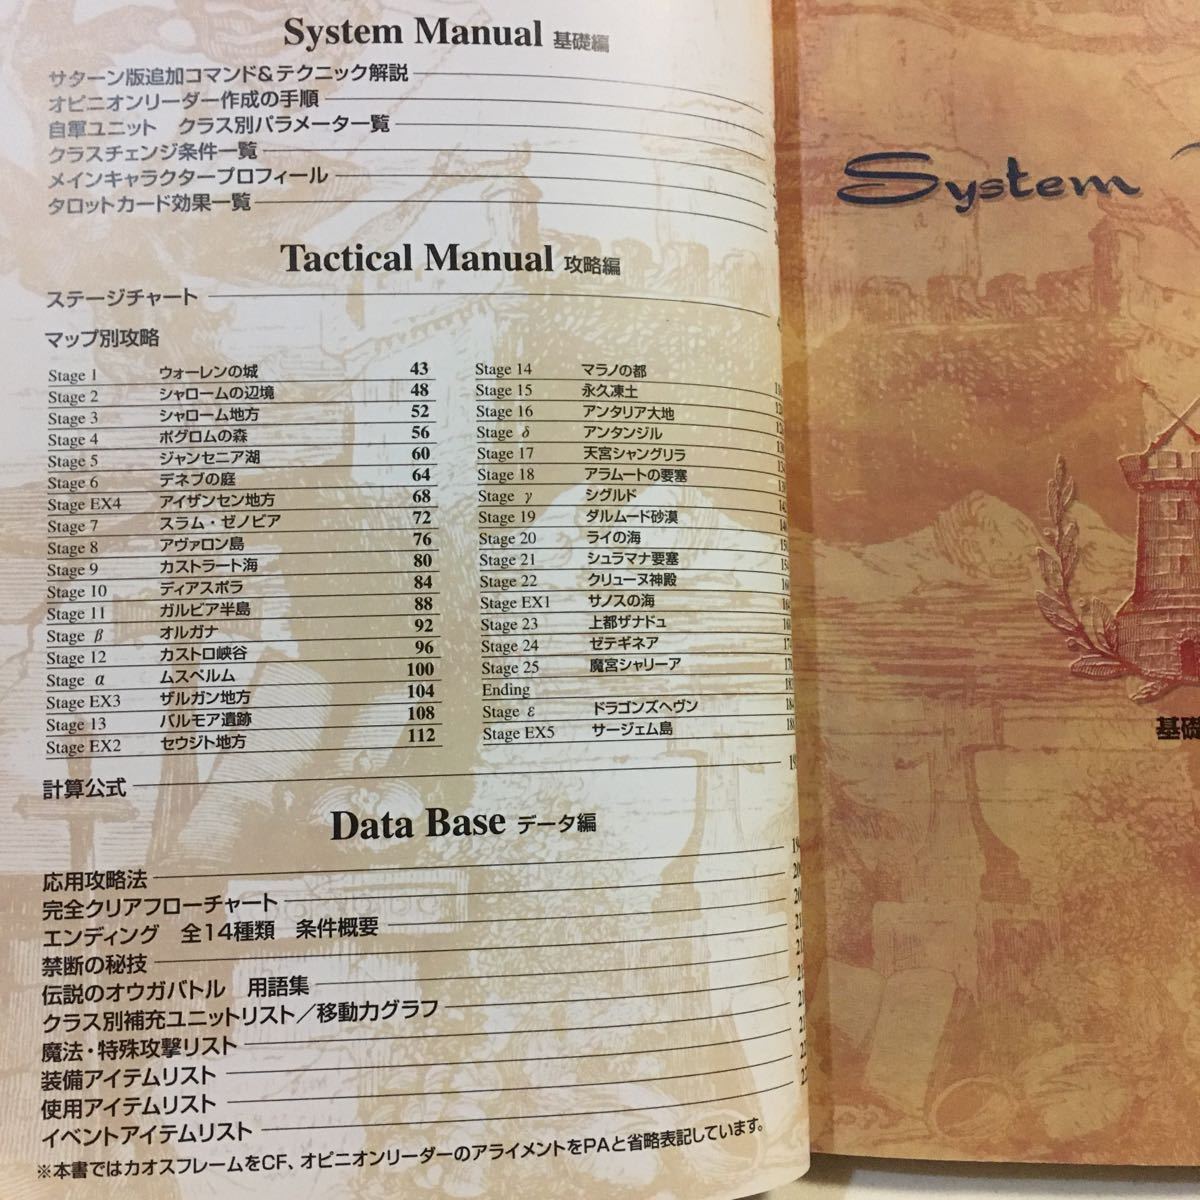 System Manual 基礎編
サターン版追加コマンド&テクニック解説
オピニオンリーダー作成の手順
自軍ユニット クラス別パラメーター覧
クラスチェンジ条件一覧
メインキャラクタープロフィール
タロットカード効果一覧
Tactical Manual 攻略編
ステージチャート
マップ別攻略
Stage 1 ウォーレンの城 43
Stage 2 シャロームの辺境 48
Stage 3 シャローム地方 52
Stage 4 ポグロムの森 56
Stage 5 ジャンセニア湖 60
Stage 6 デネブの庭 64
Stage EX4 アイザンセン地方 68
Stage 7 スラム・ゼノビア 72
Stage 8 アヴァロン島 76
Stage 9 カストラート海 80
Stage 10 ディアスポラ 84
Stage 11 ガルビア半島 88
Stage β オルガナ 92
Stage 12 カストロ峡谷 96
Stage α ムスペルム 100
Stage EX3 ザルガン地方 104
Stage 13 バルモア遺跡 108
Stage EX2 セウジト地方 112
Stage 14 マラノの都
Stage 15 永久凍土
Stage 16 アンタリア大地
Stage δ アンタンジル
Stage 17 天宮シャングリラ
Stage 18 アラムートの要塞
Stage γ シグルド
Stage 19 ダルムード砂漠
Stage 20 ライの海
Stage 21 シュラマナ要塞
Stage 22 クリューヌ神殿
Stage EX1 サノスの海
Stage 23 上都ザナドュ
Stage 24 ゼテギネア
Stage 25 魔宮シャリーア
Ending
Stage ε ドラゴンズヘヴン
Stage EX5 サージェム島
計算公式
Data Base データ編
応用攻略法
完全クリアフローチャート
エンディング 全14種類 条件概要
禁断の秘技
伝説のオウガバトル 用語集
クラス別補充ユニットリスト/移動力グラフ
魔法・特殊攻撃リスト
装備アイテムリスト
使用アイテムリスト
イベントアイテムリスト
※本書ではカオスフレームをCF、オピニオンリーダーのアライメントをPAと省略表記しています。
System
基礎